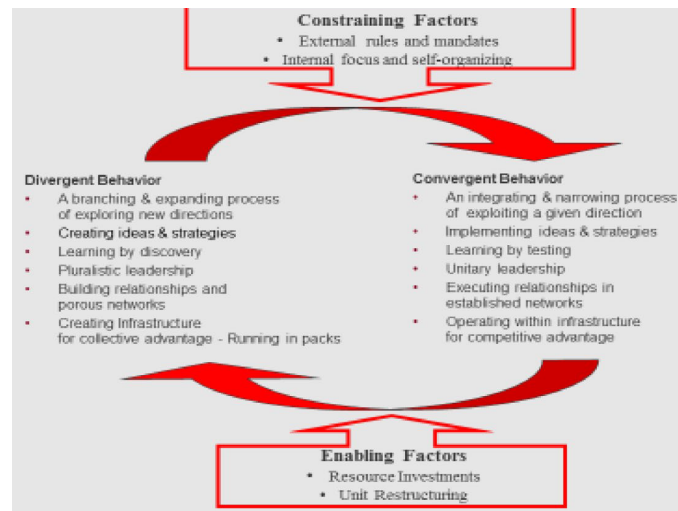 Constraining Factors
• External rules and mandates
• Internal focus and self-organizing
Divergent Behavior
• A branching & expanding process
of exploring new directions
• Creating ideas & strategies
• Learning by discovery
• Pluralistic leadership
• Building relationships and
porous networks
• Creating Infrastructure
for collective advantage - Running in packs
Convergent Behavior
• An integrating & narrowing process
of exploiting a given direction
• Implementing ideas & strategies
• Learning by testing
• Unitary leadership
• Executing relationships in
established networks
• Operating within infrastructure
for competitive advantage
Enabling Factors
• Resource Investments
• Unit Restructuring